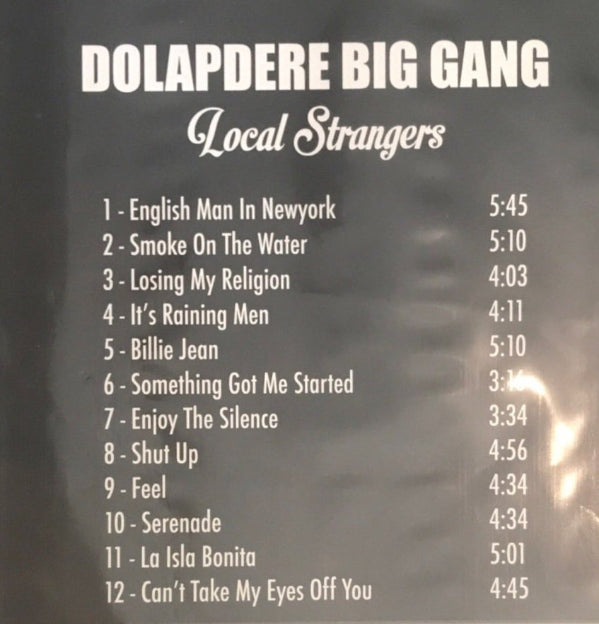 DOLAPDERE BIG GANG
Local Strangers
1 - English Man In Newyork 5:45
2 - Smoke On The Water 5:10
3 - Losing My Religion 4:03
4 - It's Raining Men 4:11
5 - Billie Jean 5:10
6 - Something Got Me Started
7 - Enjoy The Silence 3:34
8 - Shut Up 4:56
9 - Feel 4:34
10 - Serenade 4:34
11 - La Isla Bonita 5:01
12 - Can't Take My Eyes Off You 4:45